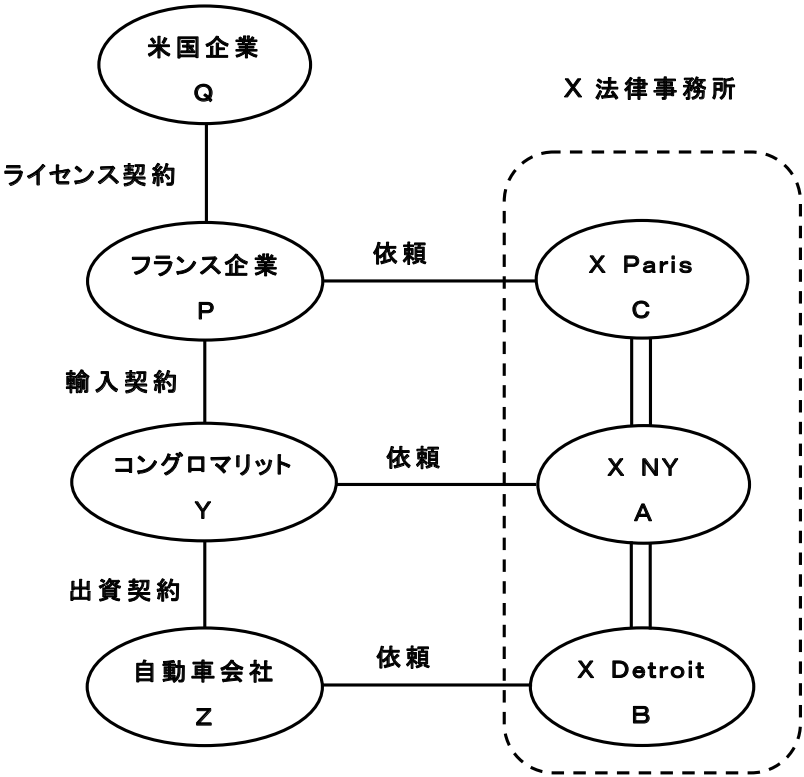 米国企業
Q
X 法律事務所
ライセンス契約
フランス企業
P
依頼
X Paris
C
輸入契約
コングロマリット
Y
依頼
X NY
A
出資契約
自動車会社
Z
依頼
X Detroit
B